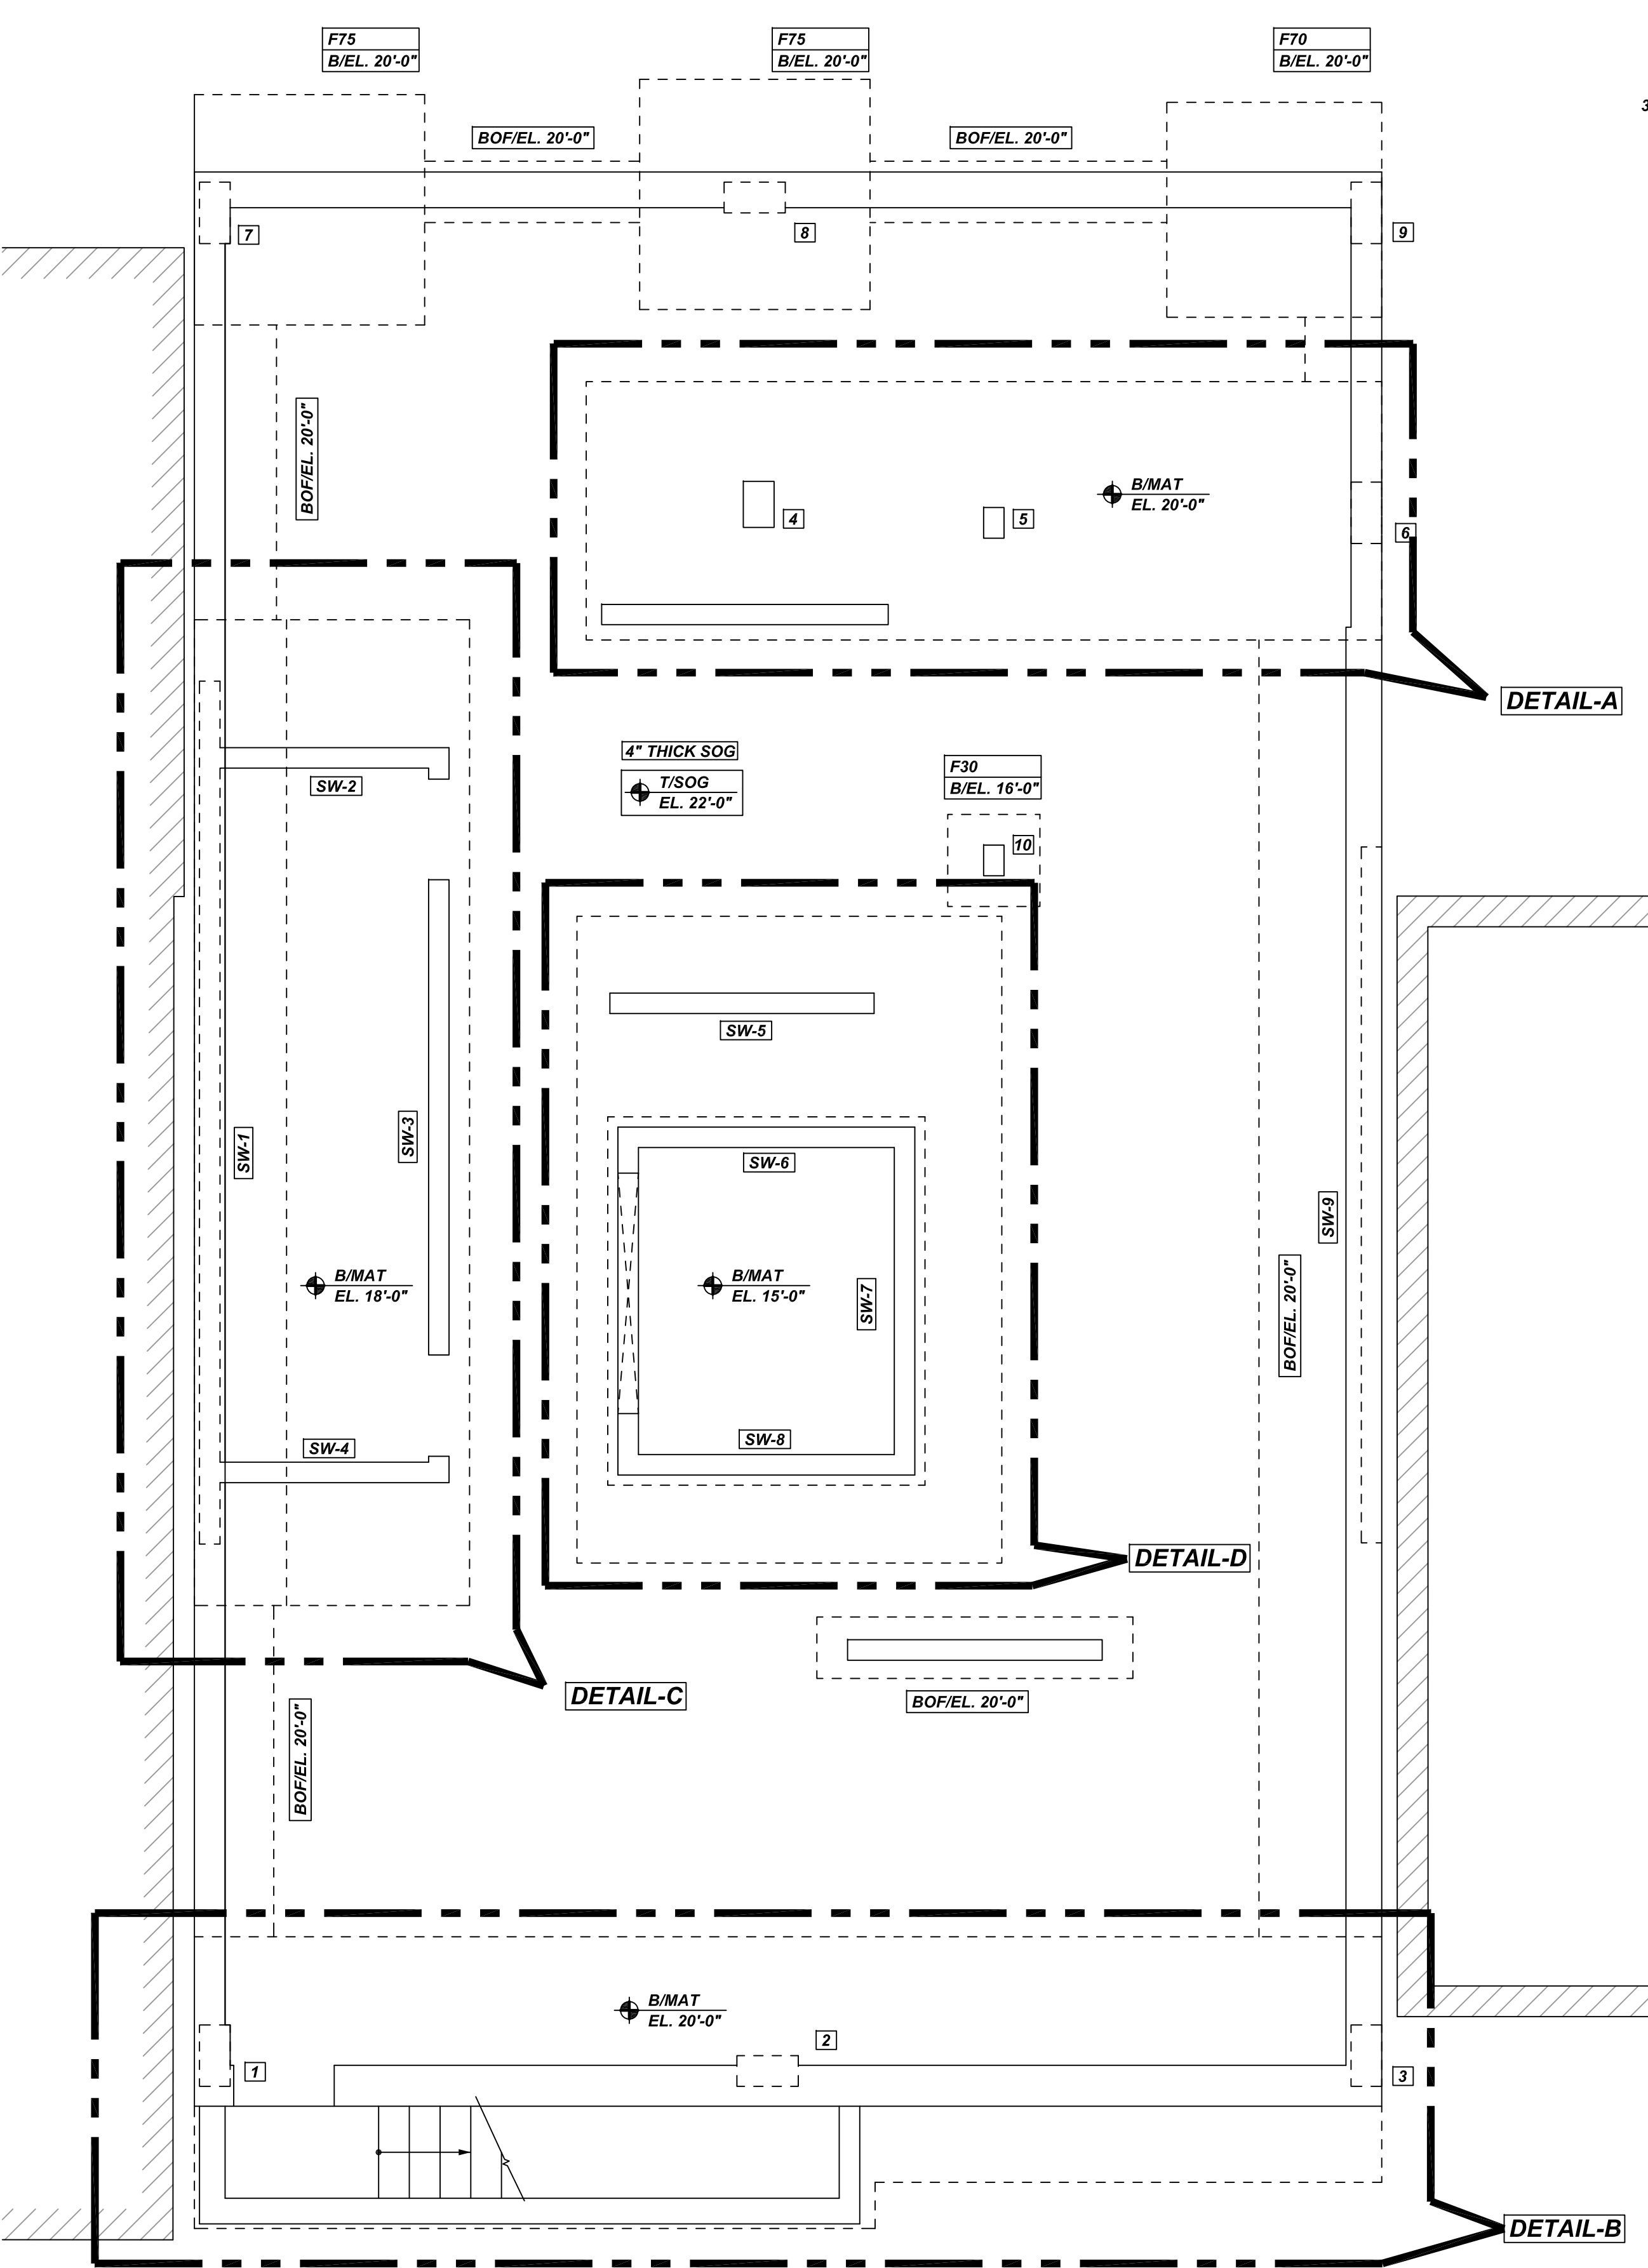 F75
B/EL. 20'-0"
F75
B/EL. 20'-0"
F70
B/EL. 20'-0"
3
BOF/EL. 20'-0"
BOF/EL. 20'-0"
7
8
9
BOF/EL. 20'-0"
B/MAT
EL. 20'-0"
4
5
6
DETAIL-A
4" THICK SOG
T/SOG
EL. 22'-0"
F30
B/EL. 16'-0"
SW-2
10
SW-5
SW-1
SW-3
SW-6
SW-9
B/MAT
EL. 18'-0"
B/MAT
EL. 15'-0"
SW-7
BOF/EL. 20'-0"
SW-4
SW-8
DETAIL-D
DETAIL-C
BOF/EL. 20'-0"
BOF/EL. 20'-0"
B/MAT
EL. 20'-0"
2
1
3
DETAIL-B